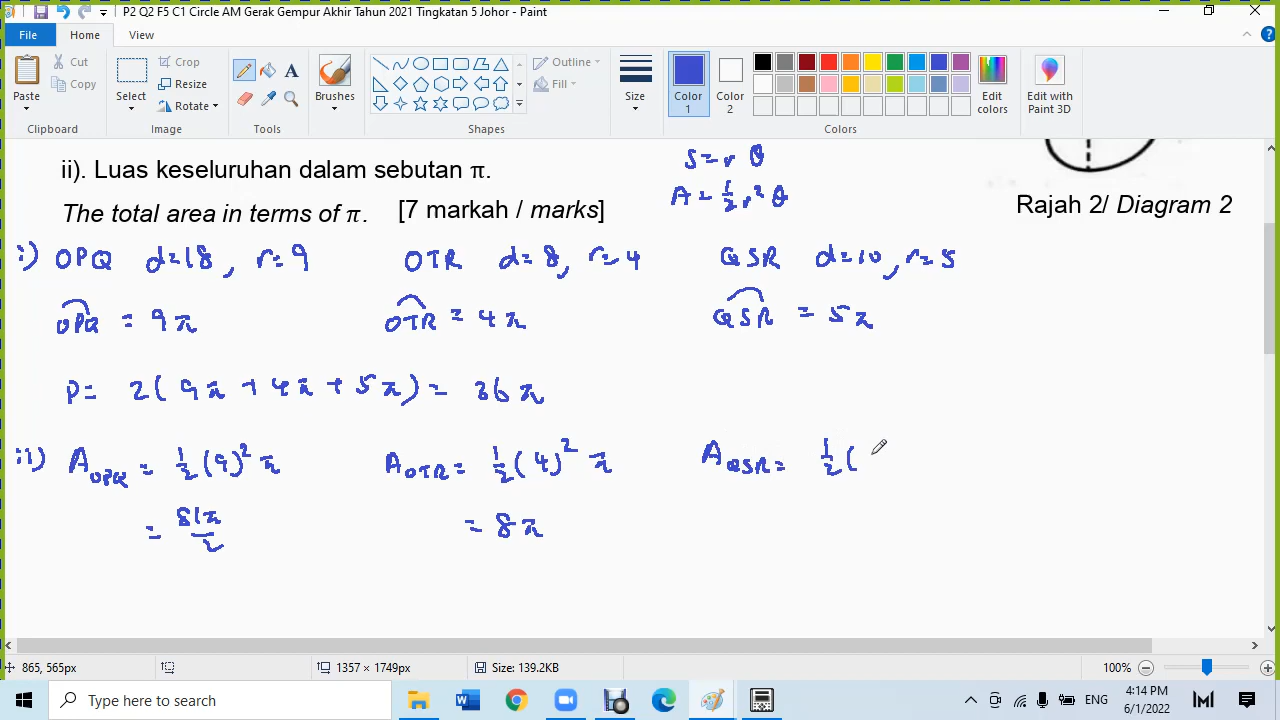 P2 Q2 F5 C1 Circle AM Gerak Gempur Akhir Tahun 2021 Tingkatan 5 Johor - Paint
File Home View
Paste Cut Copy Select Crop Resize Rotate Brushes Outline Fill Size Color 1 Color 2 Edit colors Edit with Paint 3D
Clipboard Image Tools Shapes Colors
ii). Luas keseluruhan dalam sebutan π.
The total area in terms of π. [7 markah / marks]
s = r θ
A = 1/2 r² θ
Rajah 2/ Diagram 2
i) OPQ d=18, r=9 OTR d=8, r=4 QSR d=10, r=5
OPQ = 9π OTR = 4π QSR = 5π
P = 2(9π + 4π + 5π) = 36π
ii) A OPQ = 1/2 (9)² π A OTR = 1/2 (4)² π A QSR = 1/2 (
= 81π/2 = 8π
865, 565px 1357 × 1749px Size: 139.2KB 100%
Type here to search ENG 4:14 PM 6/1/2022